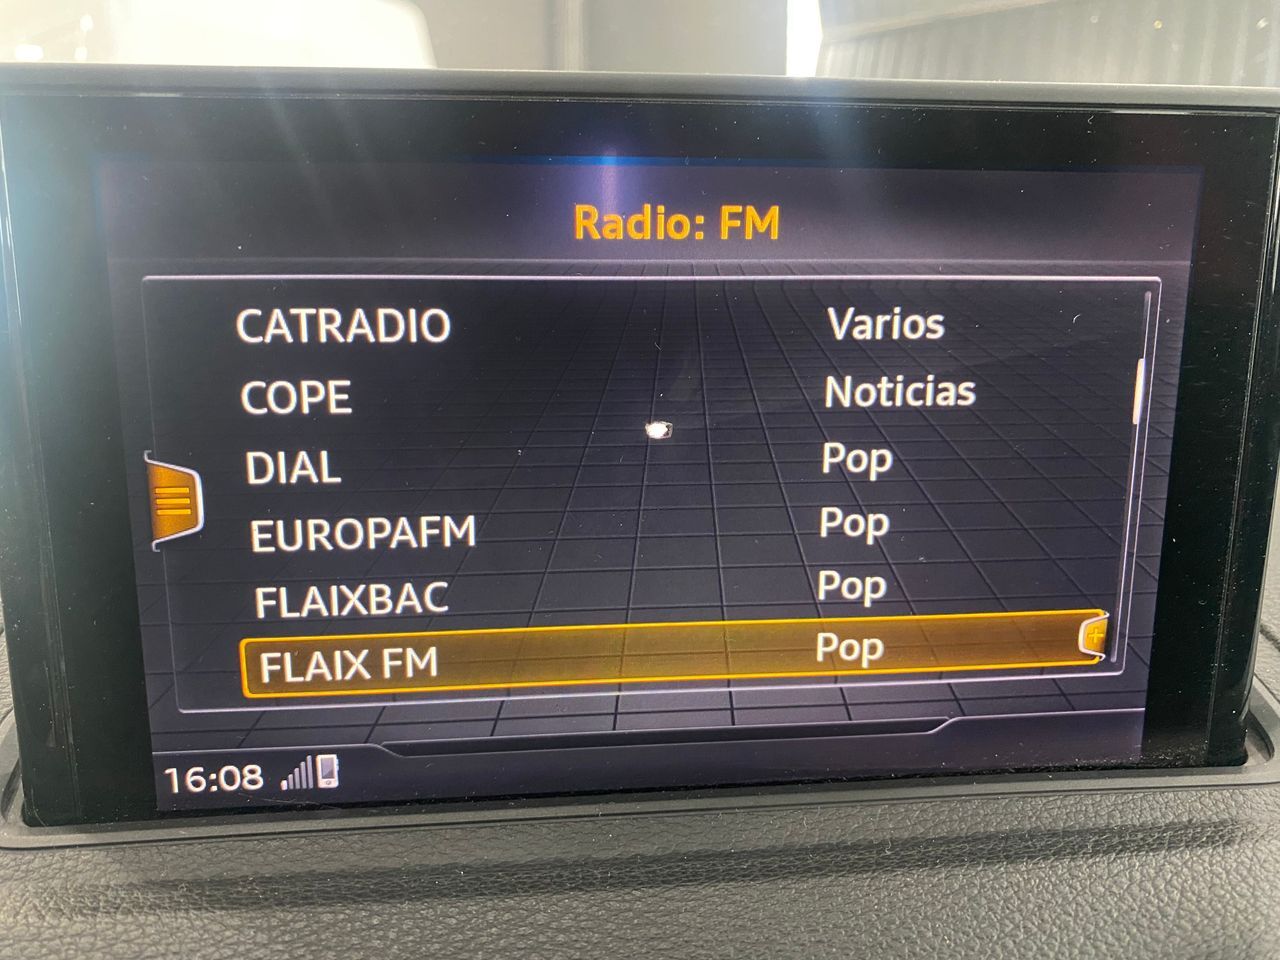 Radio: FM
CATRADIO Varios
COPE Noticias
DIAL Pop
EUROPAFM Pop
FLAIXBAC Pop
FLAIX FM Pop
16:08